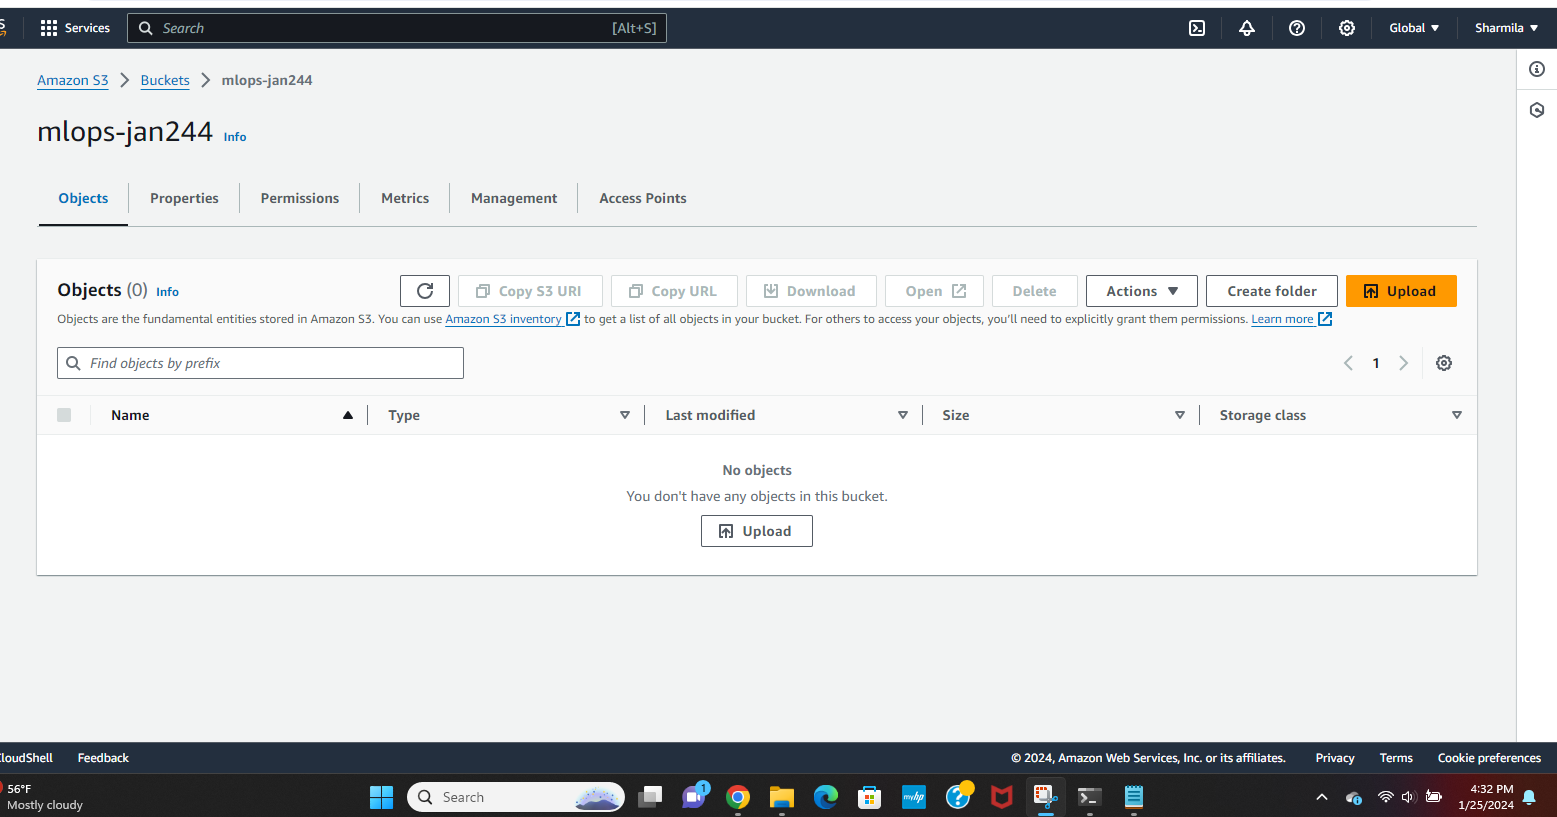 Services Search [Alt+S] Global Sharmila
Amazon S3 Buckets mlops-jan244
mlops-jan244 Info
Objects Properties Permissions Metrics Management Access Points
Objects (0) Info Copy S3 URI Copy URL Download Open Delete Actions Create folder Upload
Objects are the fundamental entities stored in Amazon S3. You can use Amazon S3 inventory to get a list of all objects in your bucket. For others to access your objects, you'll need to explicitly grant them permissions. Learn more
Find objects by prefix 1
Name Type Last modified Size Storage class
No objects
You don't have any objects in this bucket.
Upload
CloudShell Feedback © 2024, Amazon Web Services, Inc. or its affiliates. Privacy Terms Cookie preferences
56°F
Mostly cloudy
Search 1 myhp
4:32 PM
1/25/2024